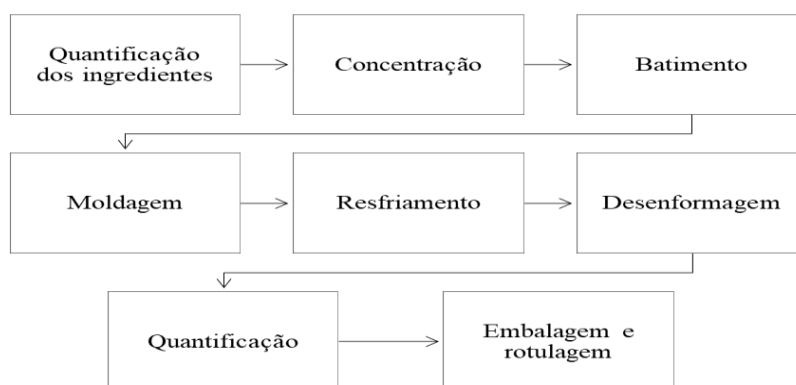 Quantificação
dos ingredientes
Concentração
Batimento
Moldagem
Resfriamento
Desenformagem
Quantificação
Embalagem e
rotulagem